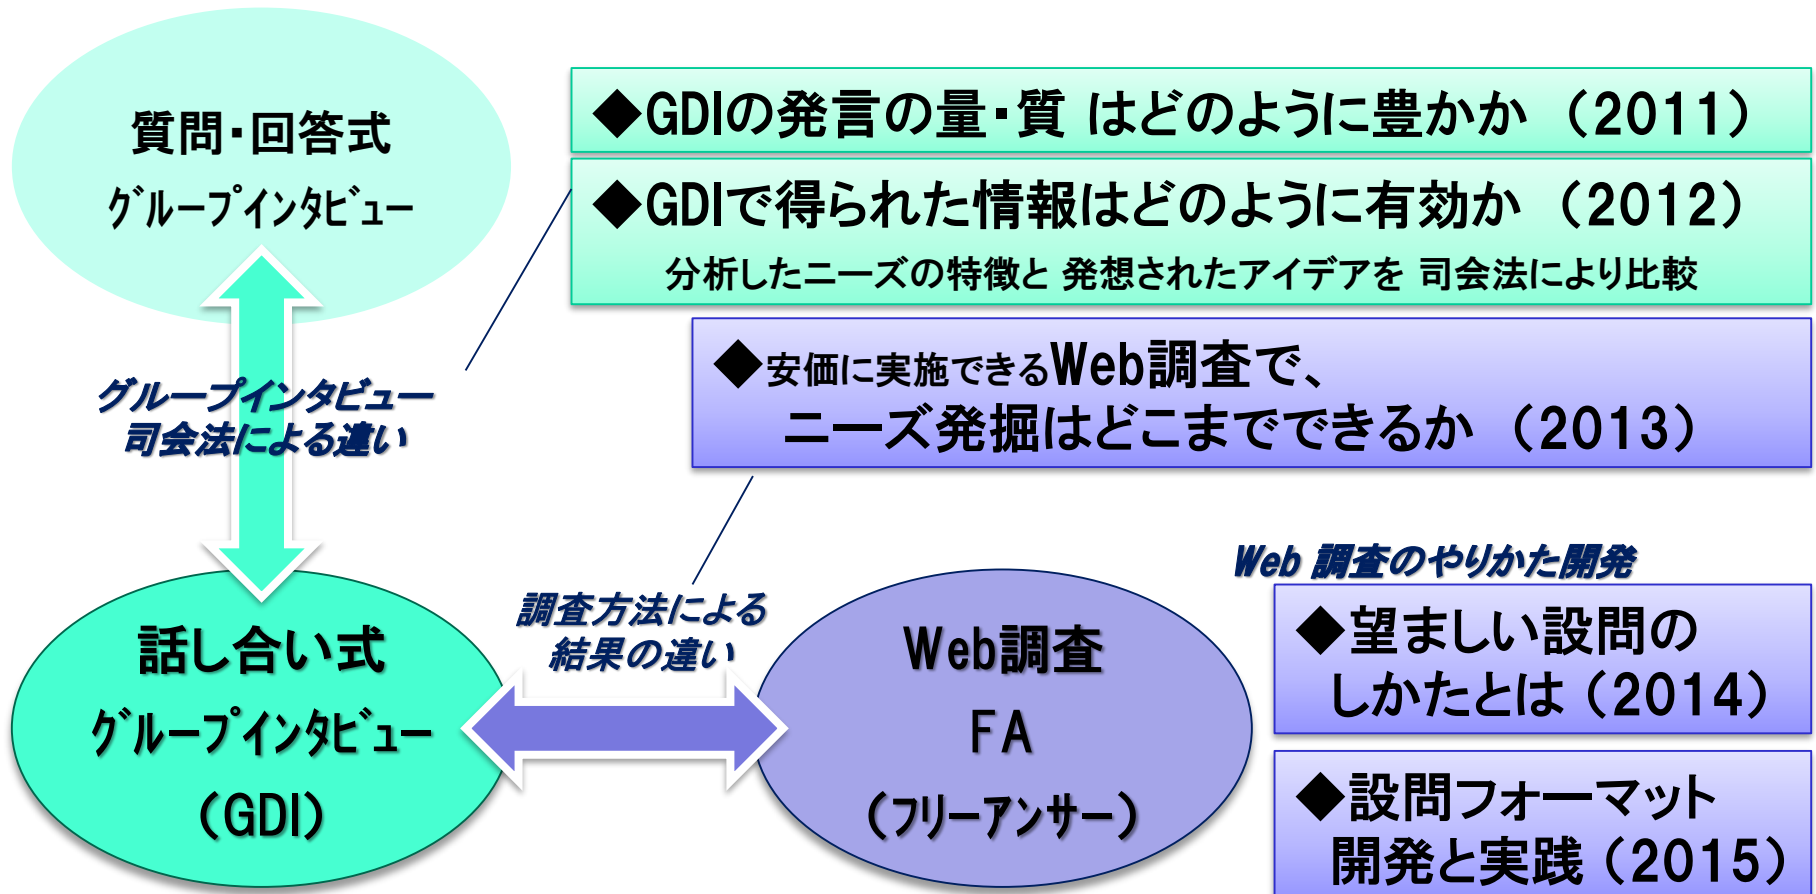 質問・回答式
グループインタビュー
◆GDIの発言の量・質 はどのように豊かか （2011）
◆GDIで得られた情報はどのように有効か （2012）
分析したニーズの特徴と 発想されたアイデアを 司会法により比較
◆安価に実施できるWeb調査で、
ニーズ発掘はどこまでできるか （2013）
グループインタビュー
司会法による違い
話し合い式
グループインタビュー
（GDI）
調査方法による
結果の違い
Web調査
FA
（フリーアンサー）
Web 調査のやりかた開発
◆望ましい設問の
しかたとは（2014）
◆設問フォーマット
開発と実践（2015）